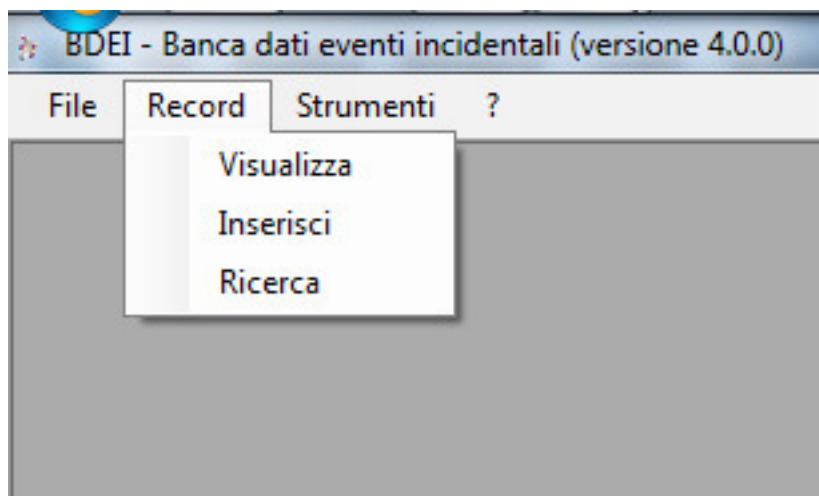 BDEI - Banca dati eventi incidentali (versione 4.0.0)
File Record Strumenti ?
Visualizza
Inserisci
Ricerca